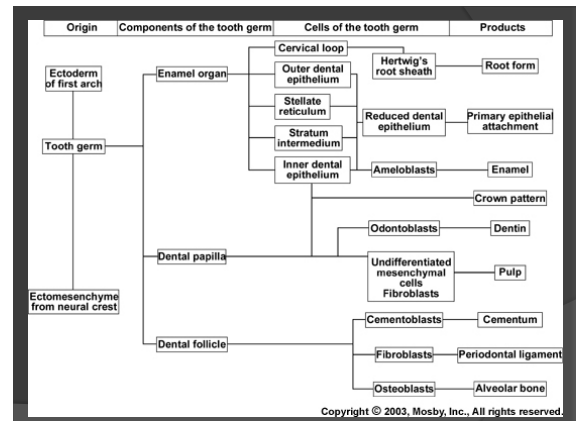 Origin
Components of the tooth germ
Cells of the tooth germ
Products
Ectoderm
of first arch
Tooth germ
Ectomesenchyme
from neural crest
Enamel organ
Dental papilla
Dental follicle
Cervical loop
Outer dental
epithelium
Stellate
reticulum
Stratum
intermedium
Inner dental
epithelium
Hertwig's
root sheath
Root form
Reduced dental
epithelium
Primary epithelial
attachment
Ameloblasts
Enamel
Crown pattern
Odontoblasts
Dentin
Undifferentiated
mesenchymal
cells
Fibroblasts
Pulp
Cementoblasts
Cementum
Fibroblasts
Periodontal ligament
Osteoblasts
Alveolar bone
Copyright © 2003, Mosby, Inc., All rights reserved.